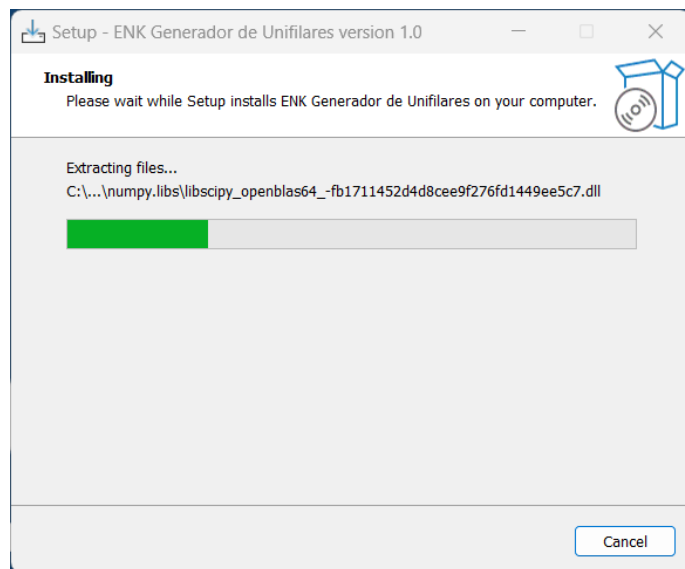 Setup - ENK Generador de Unifilares version 1.0
Installing
Please wait while Setup installs ENK Generador de Unifilares on your computer.
Extracting files...
C:\...\numpy.libs\libscipy_openblas64_-fb1711452d4d8cee9f276fd1449ee5c7.dll
Cancel